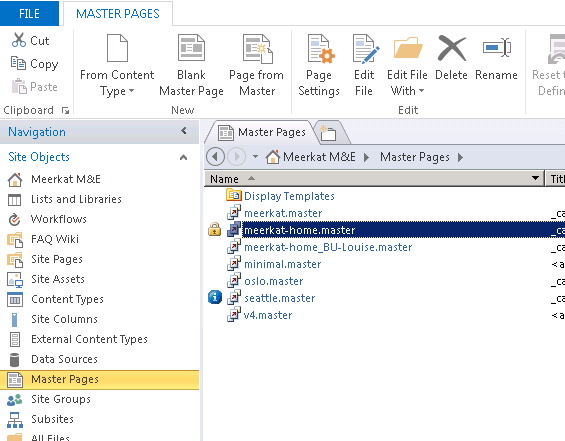 FILE MASTER PAGES
Cut
Copy
Paste
Clipboard
From Content Type
Blank Master Page
Page from Master
New
Page Settings
Edit File
Edit File With
Delete
Rename
Edit
Reset to
Defin
Navigation
Site Objects
Meerkat M&E
Lists and Libraries
Workflows
FAQ Wiki
Site Pages
Site Assets
Content Types
Site Columns
External Content Types
Data Sources
Master Pages
Site Groups
Subsites
All Files
Master Pages
Meerkat M&E Master Pages
Name Titl
Display Templates
meerkat.master _ca
meerkat-home.master _ca
meerkat-home_BU-Louise.master _ca
minimal.master <a
oslo.master _ca
seattle.master _ca
v4.master <a